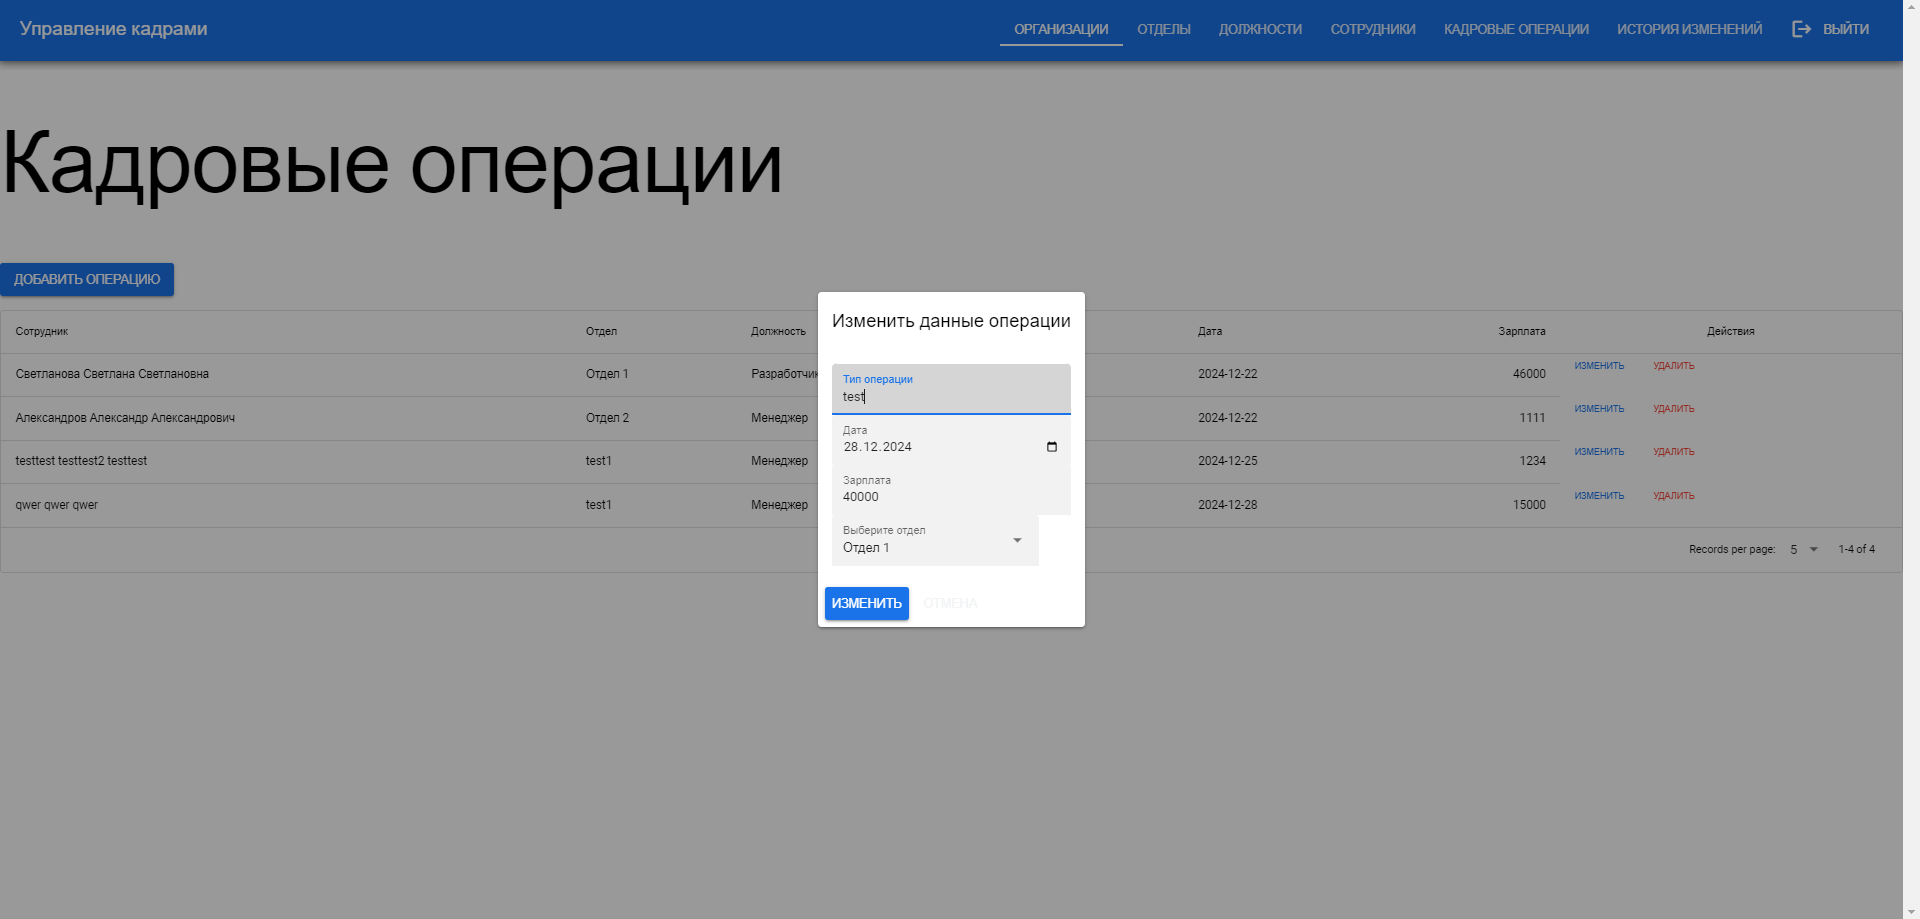 Управление кадрами
ОРГАНИЗАЦИИ ОТДЕЛЫ ДОЛЖНОСТИ СОТРУДНИКИ КАДРОВЫЕ ОПЕРАЦИИ ИСТОРИЯ ИЗМЕНЕНИЙ ВЫЙТИ
Кадровые операции
ДОБАВИТЬ ОПЕРАЦИЮ
Сотрудник Отдел Должность Дата Зарплата Действия
Светланова Светлана Светлановна Отдел 1 Разработчик 2024-12-22 46000 ИЗМЕНИТЬ УДАЛИТЬ
Александров Александр Александрович Отдел 2 Менеджер 2024-12-22 1111 ИЗМЕНИТЬ УДАЛИТЬ
testtest testtest2 testtest test1 Менеджер 2024-12-25 1234 ИЗМЕНИТЬ УДАЛИТЬ
qwer qwer qwer test1 Менеджер 2024-12-28 15000 ИЗМЕНИТЬ УДАЛИТЬ
Records per page: 5 1-4 of 4
Изменить данные операции
Тип операции
test
Дата
28.12.2024
Зарплата
40000
Выберите отдел
Отдел 1
ИЗМЕНИТЬ ОТМЕНА